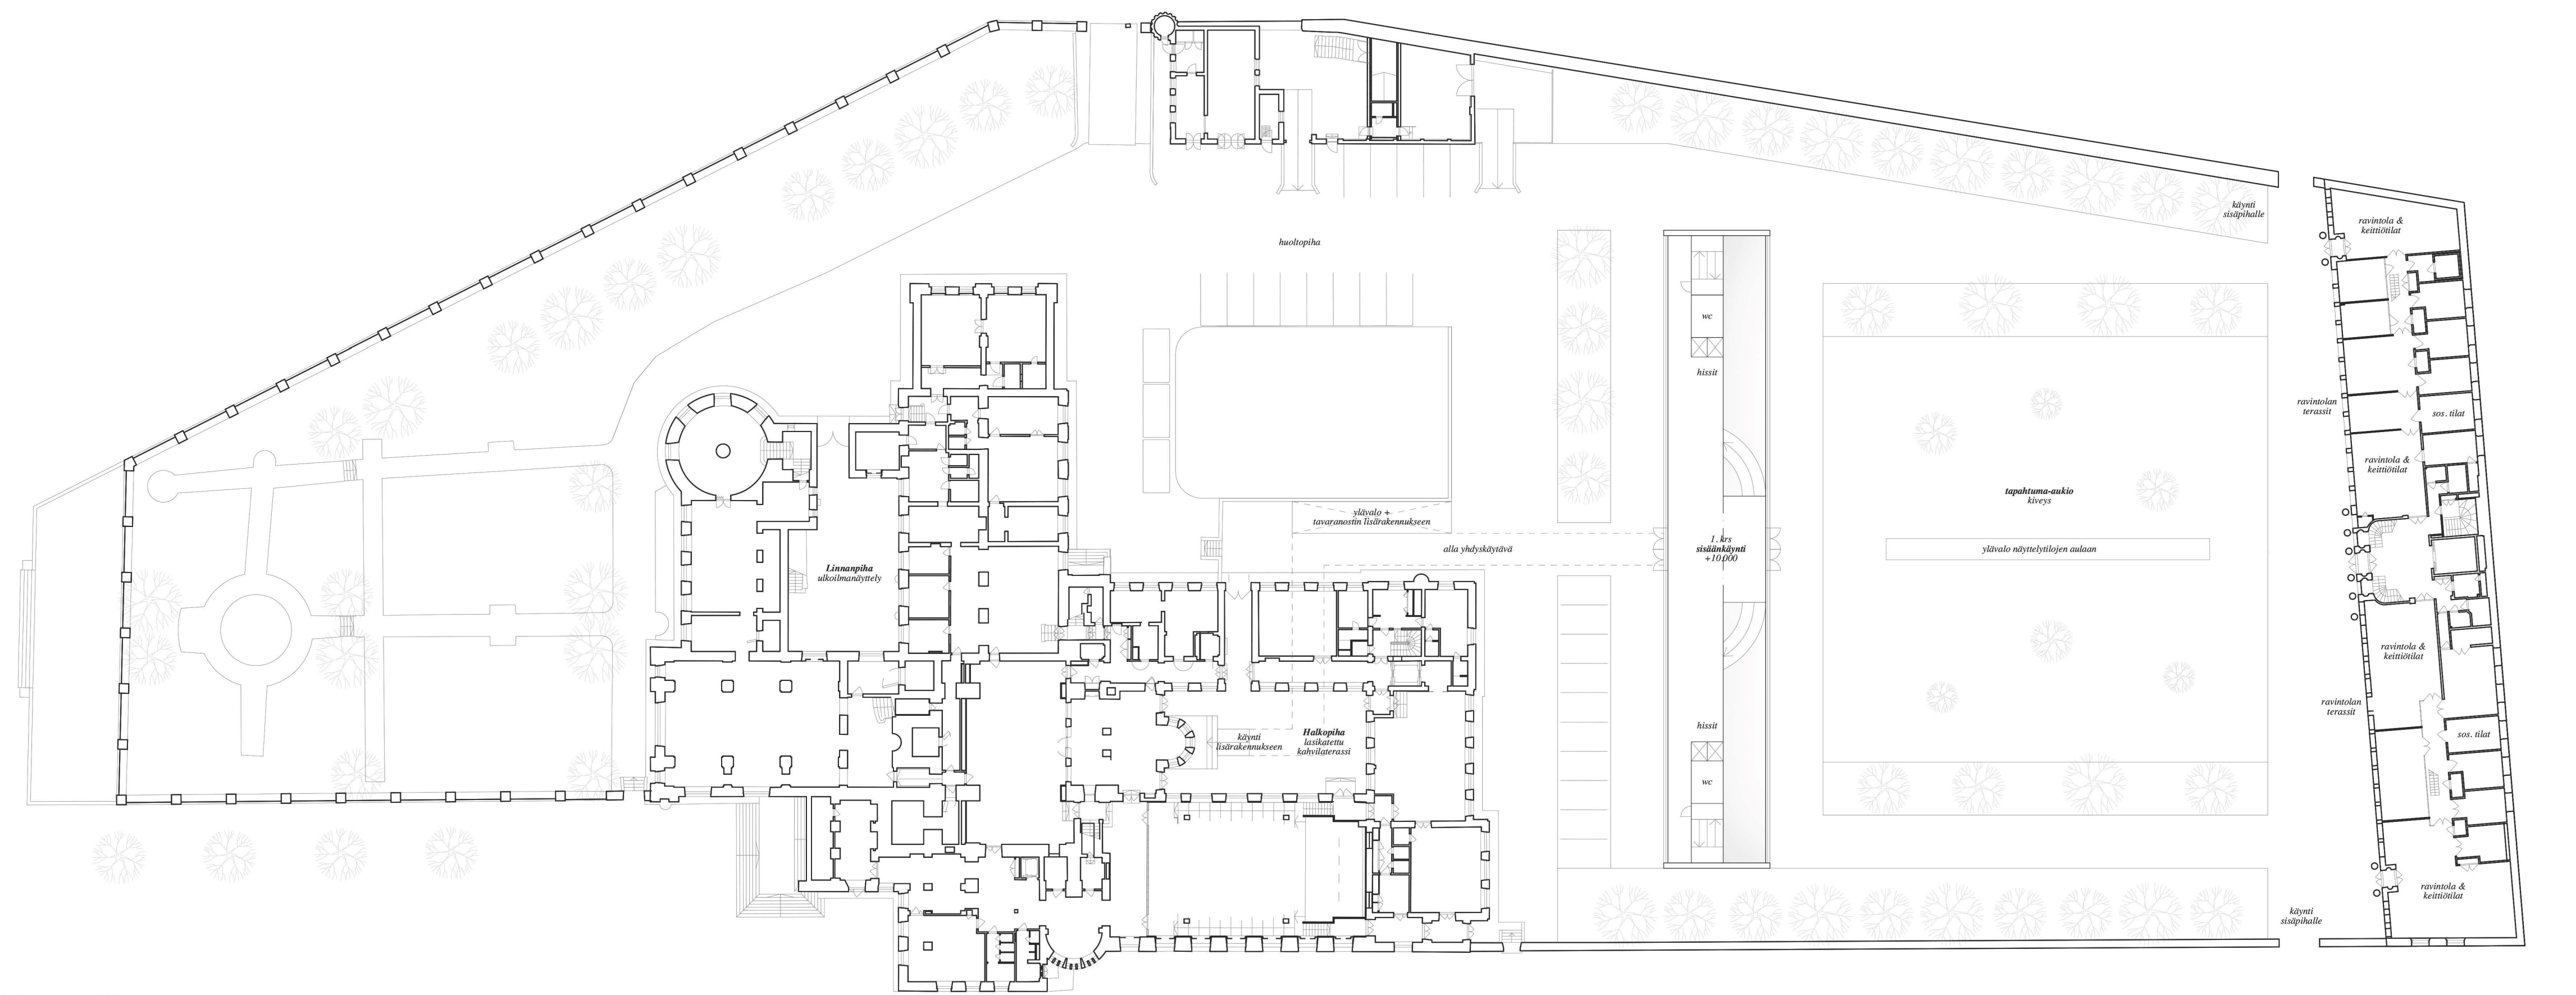 käynti
sisäpihalle
ravintola &
keittiötilat
huoltopiha
wc
hissit
ravintolan
terassit
sos. tilat
ravintola &
keittiötilat
tapahtuma-aukio
kiveys
ylävalo +
tavaranostin lisärakennukseen
alla yhdyskäytävä
1. krs
sisäänkäynti
+10.000
ylävalo näyttelytilojen aulaan
Linnanpiha
ulkoilmanäyttely
ravintola &
keittiötilat
ravintolan
terassit
hissit
sos. tilat
käynti
lisärakennukseen
Halkopiha
lasikatettu
kahvilaterassi
wc
ravintola &
keittiötilat
käynti
sisäpihalle